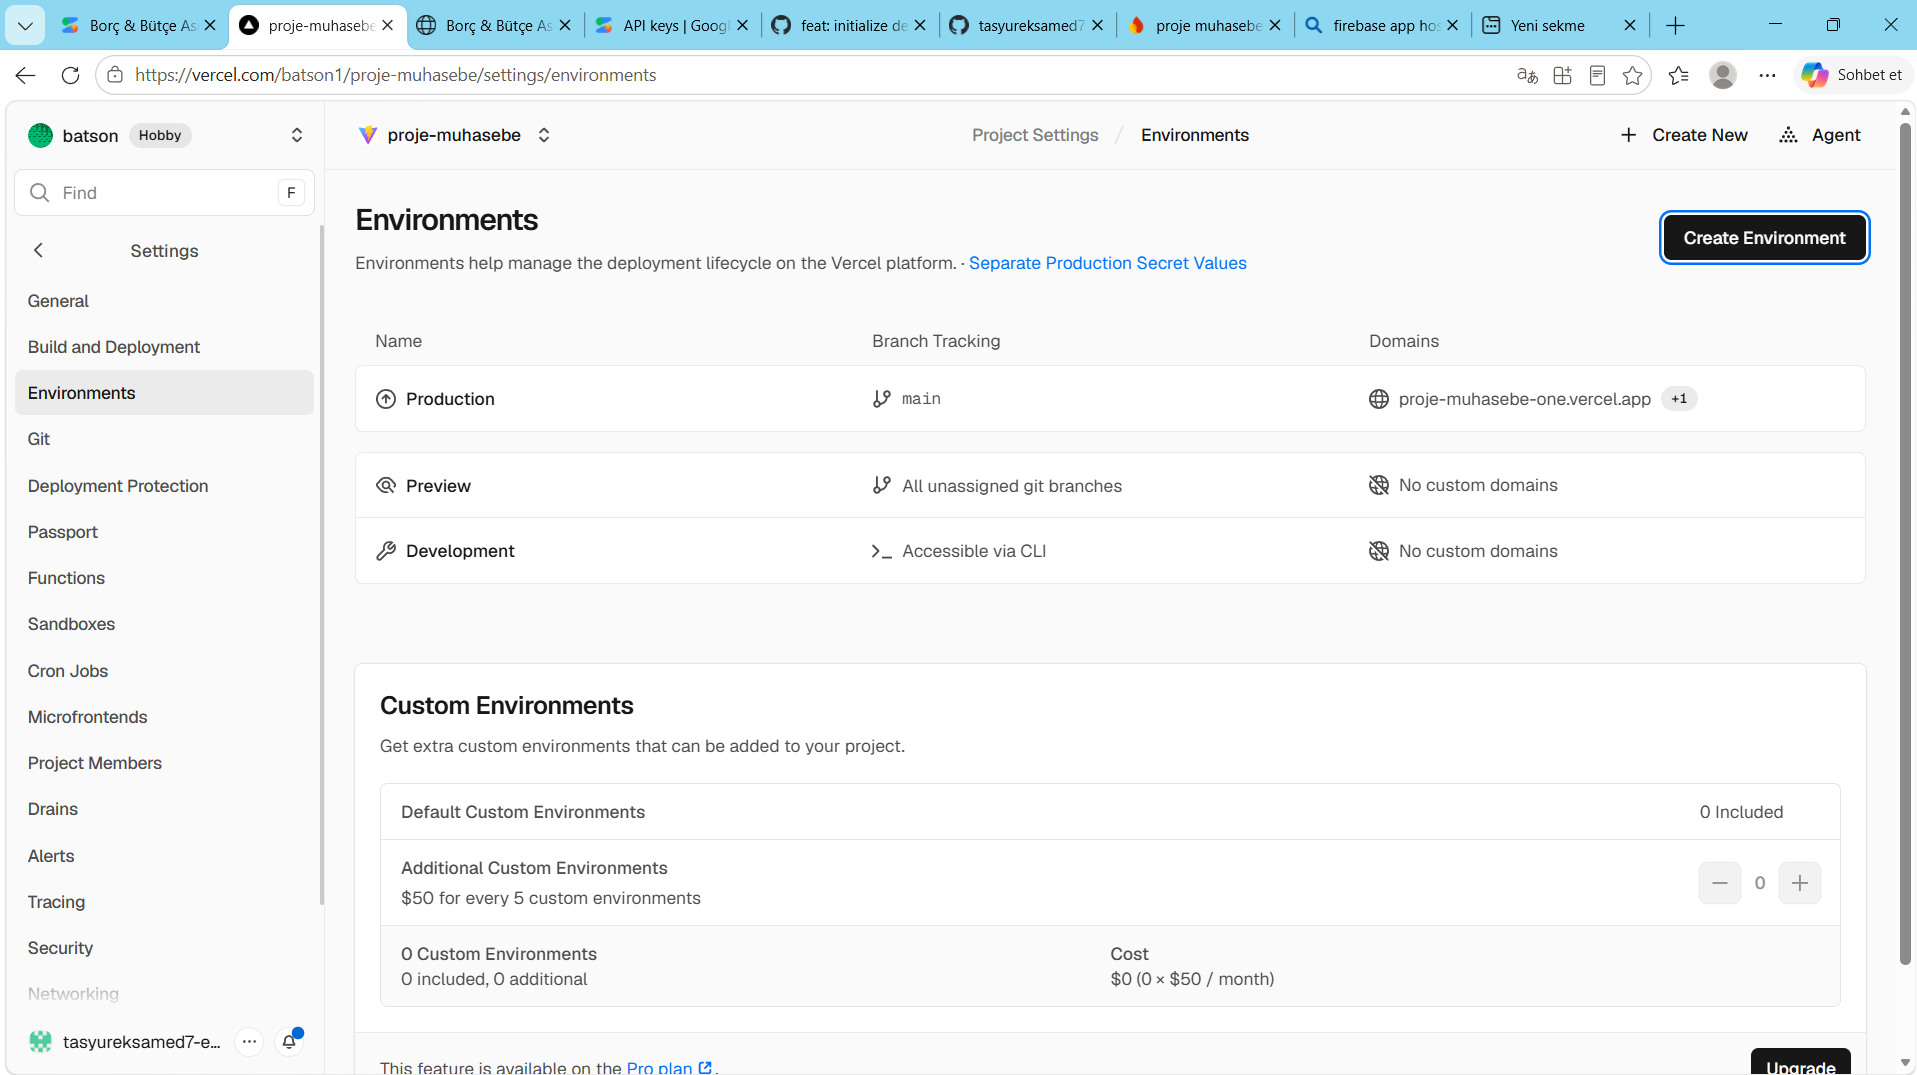 Borç & Bütçe As
proje-muhasebe
Borç & Bütçe As
API keys | Googl
feat: initialize de
tasyureksamed7
proje muhasebe
firebase app hos
Yeni sekme
https://vercel.com/batson1/proje-muhasebe/settings/environments
Sohbet et
batson Hobby
proje-muhasebe
Project Settings / Environments
Create New
Agent
Find F
Settings
General
Build and Deployment
Environments
Git
Deployment Protection
Passport
Functions
Sandboxes
Cron Jobs
Microfrontends
Project Members
Drains
Alerts
Tracing
Security
Networking
tasyureksamed7-e...
Environments
Create Environment
Environments help manage the deployment lifecycle on the Vercel platform. · Separate Production Secret Values
Name Branch Tracking Domains
Production main proje-muhasebe-one.vercel.app +1
Preview All unassigned git branches No custom domains
Development Accessible via CLI No custom domains
Custom Environments
Get extra custom environments that can be added to your project.
Default Custom Environments 0 Included
Additional Custom Environments
$50 for every 5 custom environments
0
0 Custom Environments Cost
0 included, 0 additional $0 (0 × $50 / month)
This feature is available on the Pro plan .
Upgrade